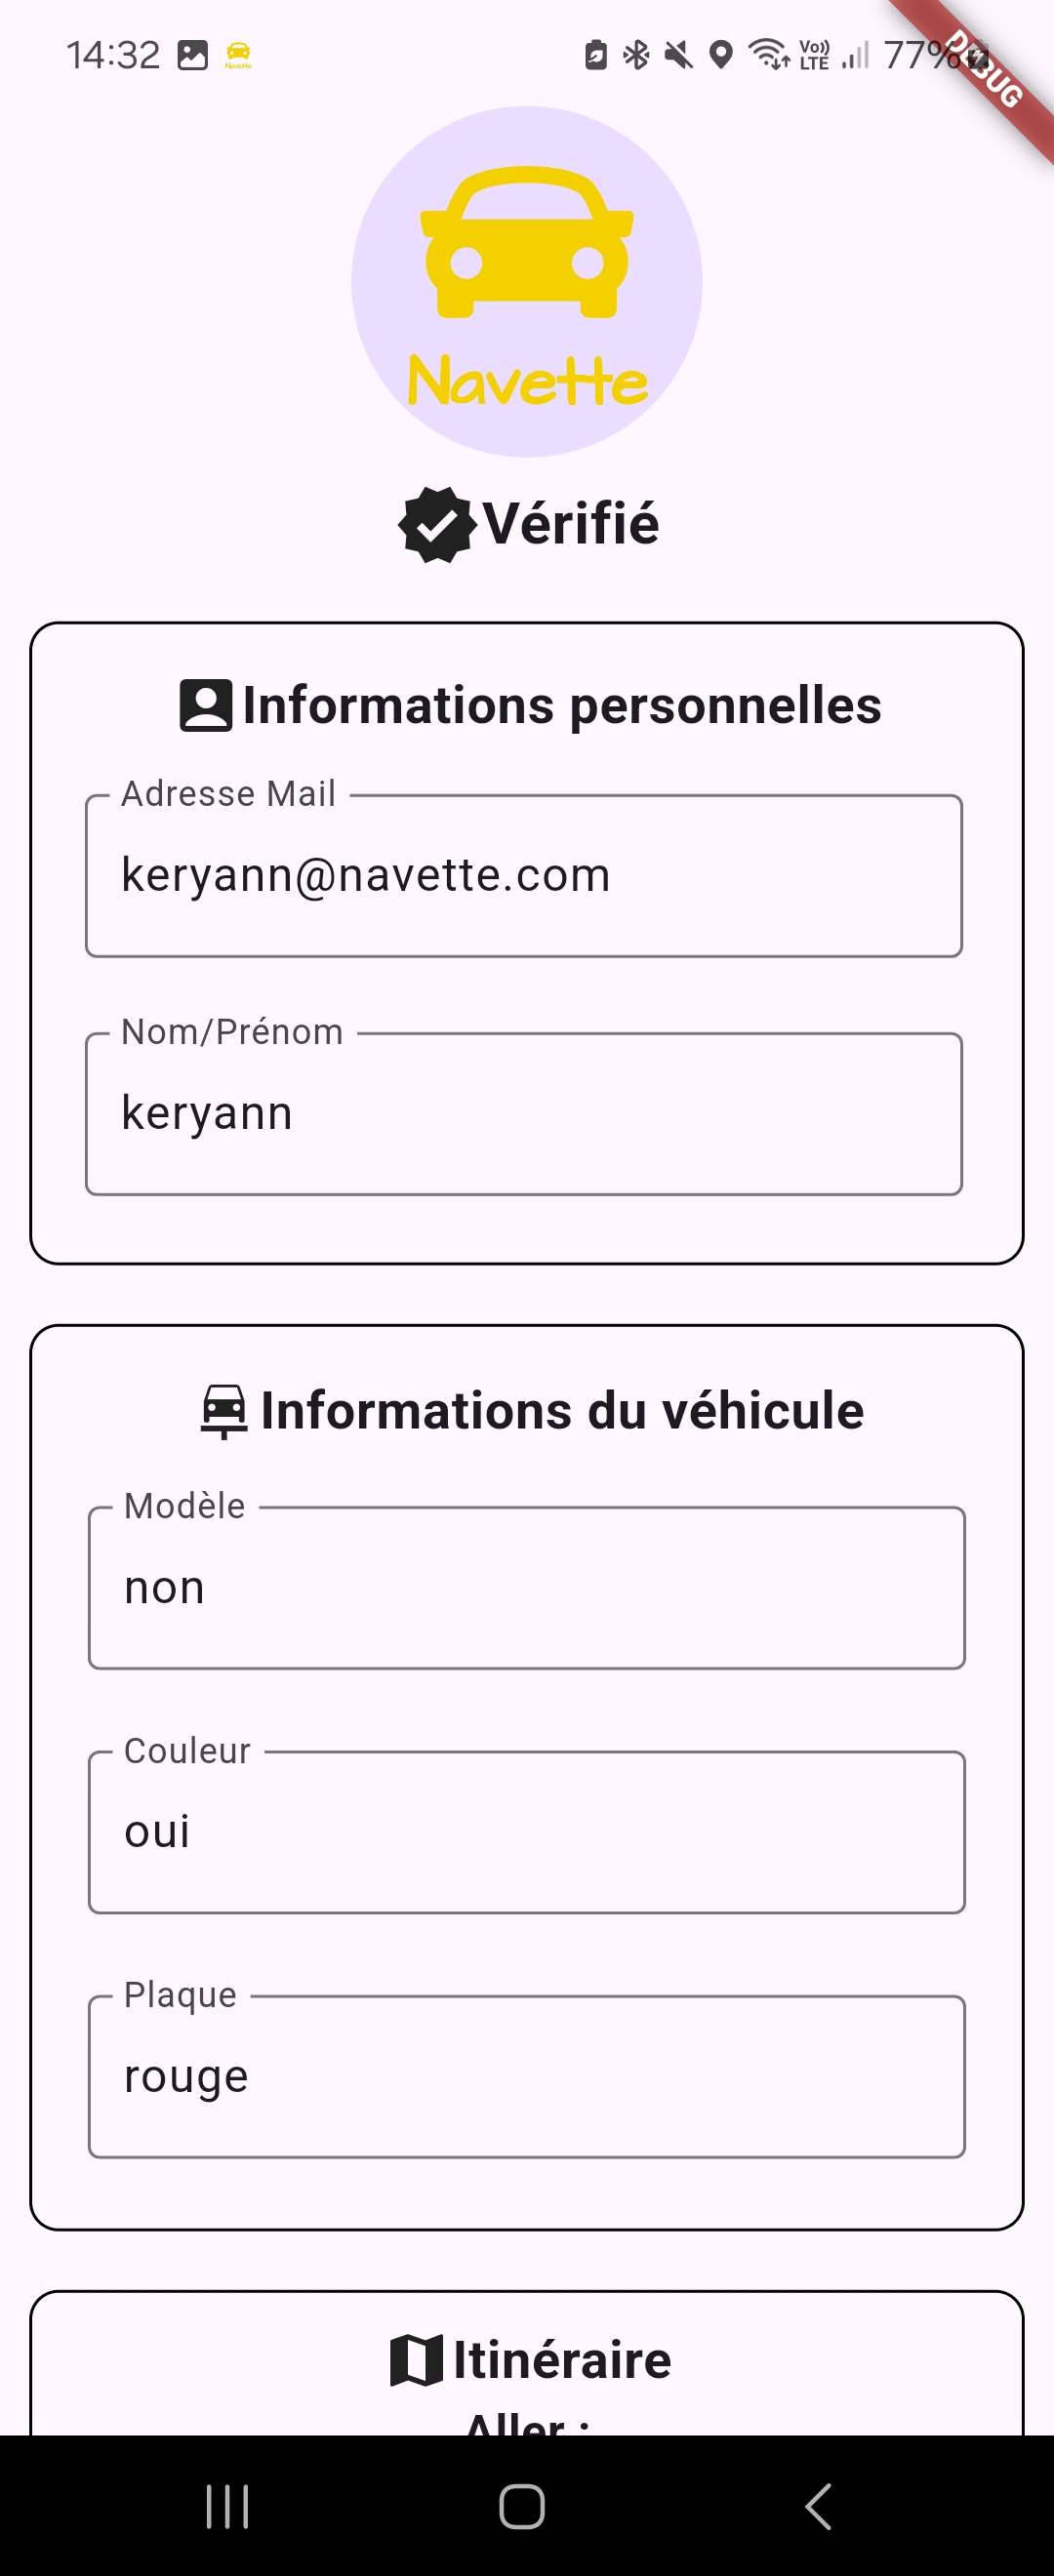 14:32
Navette
Vo))
LTE
77%
DEBUG
Navette
Vérifié
Informations personnelles
Adresse Mail
keryann@navette.com
Nom/Prénom
keryann
Informations du véhicule
Modèle
non
Couleur
oui
Plaque
rouge
Itinéraire
Aller :